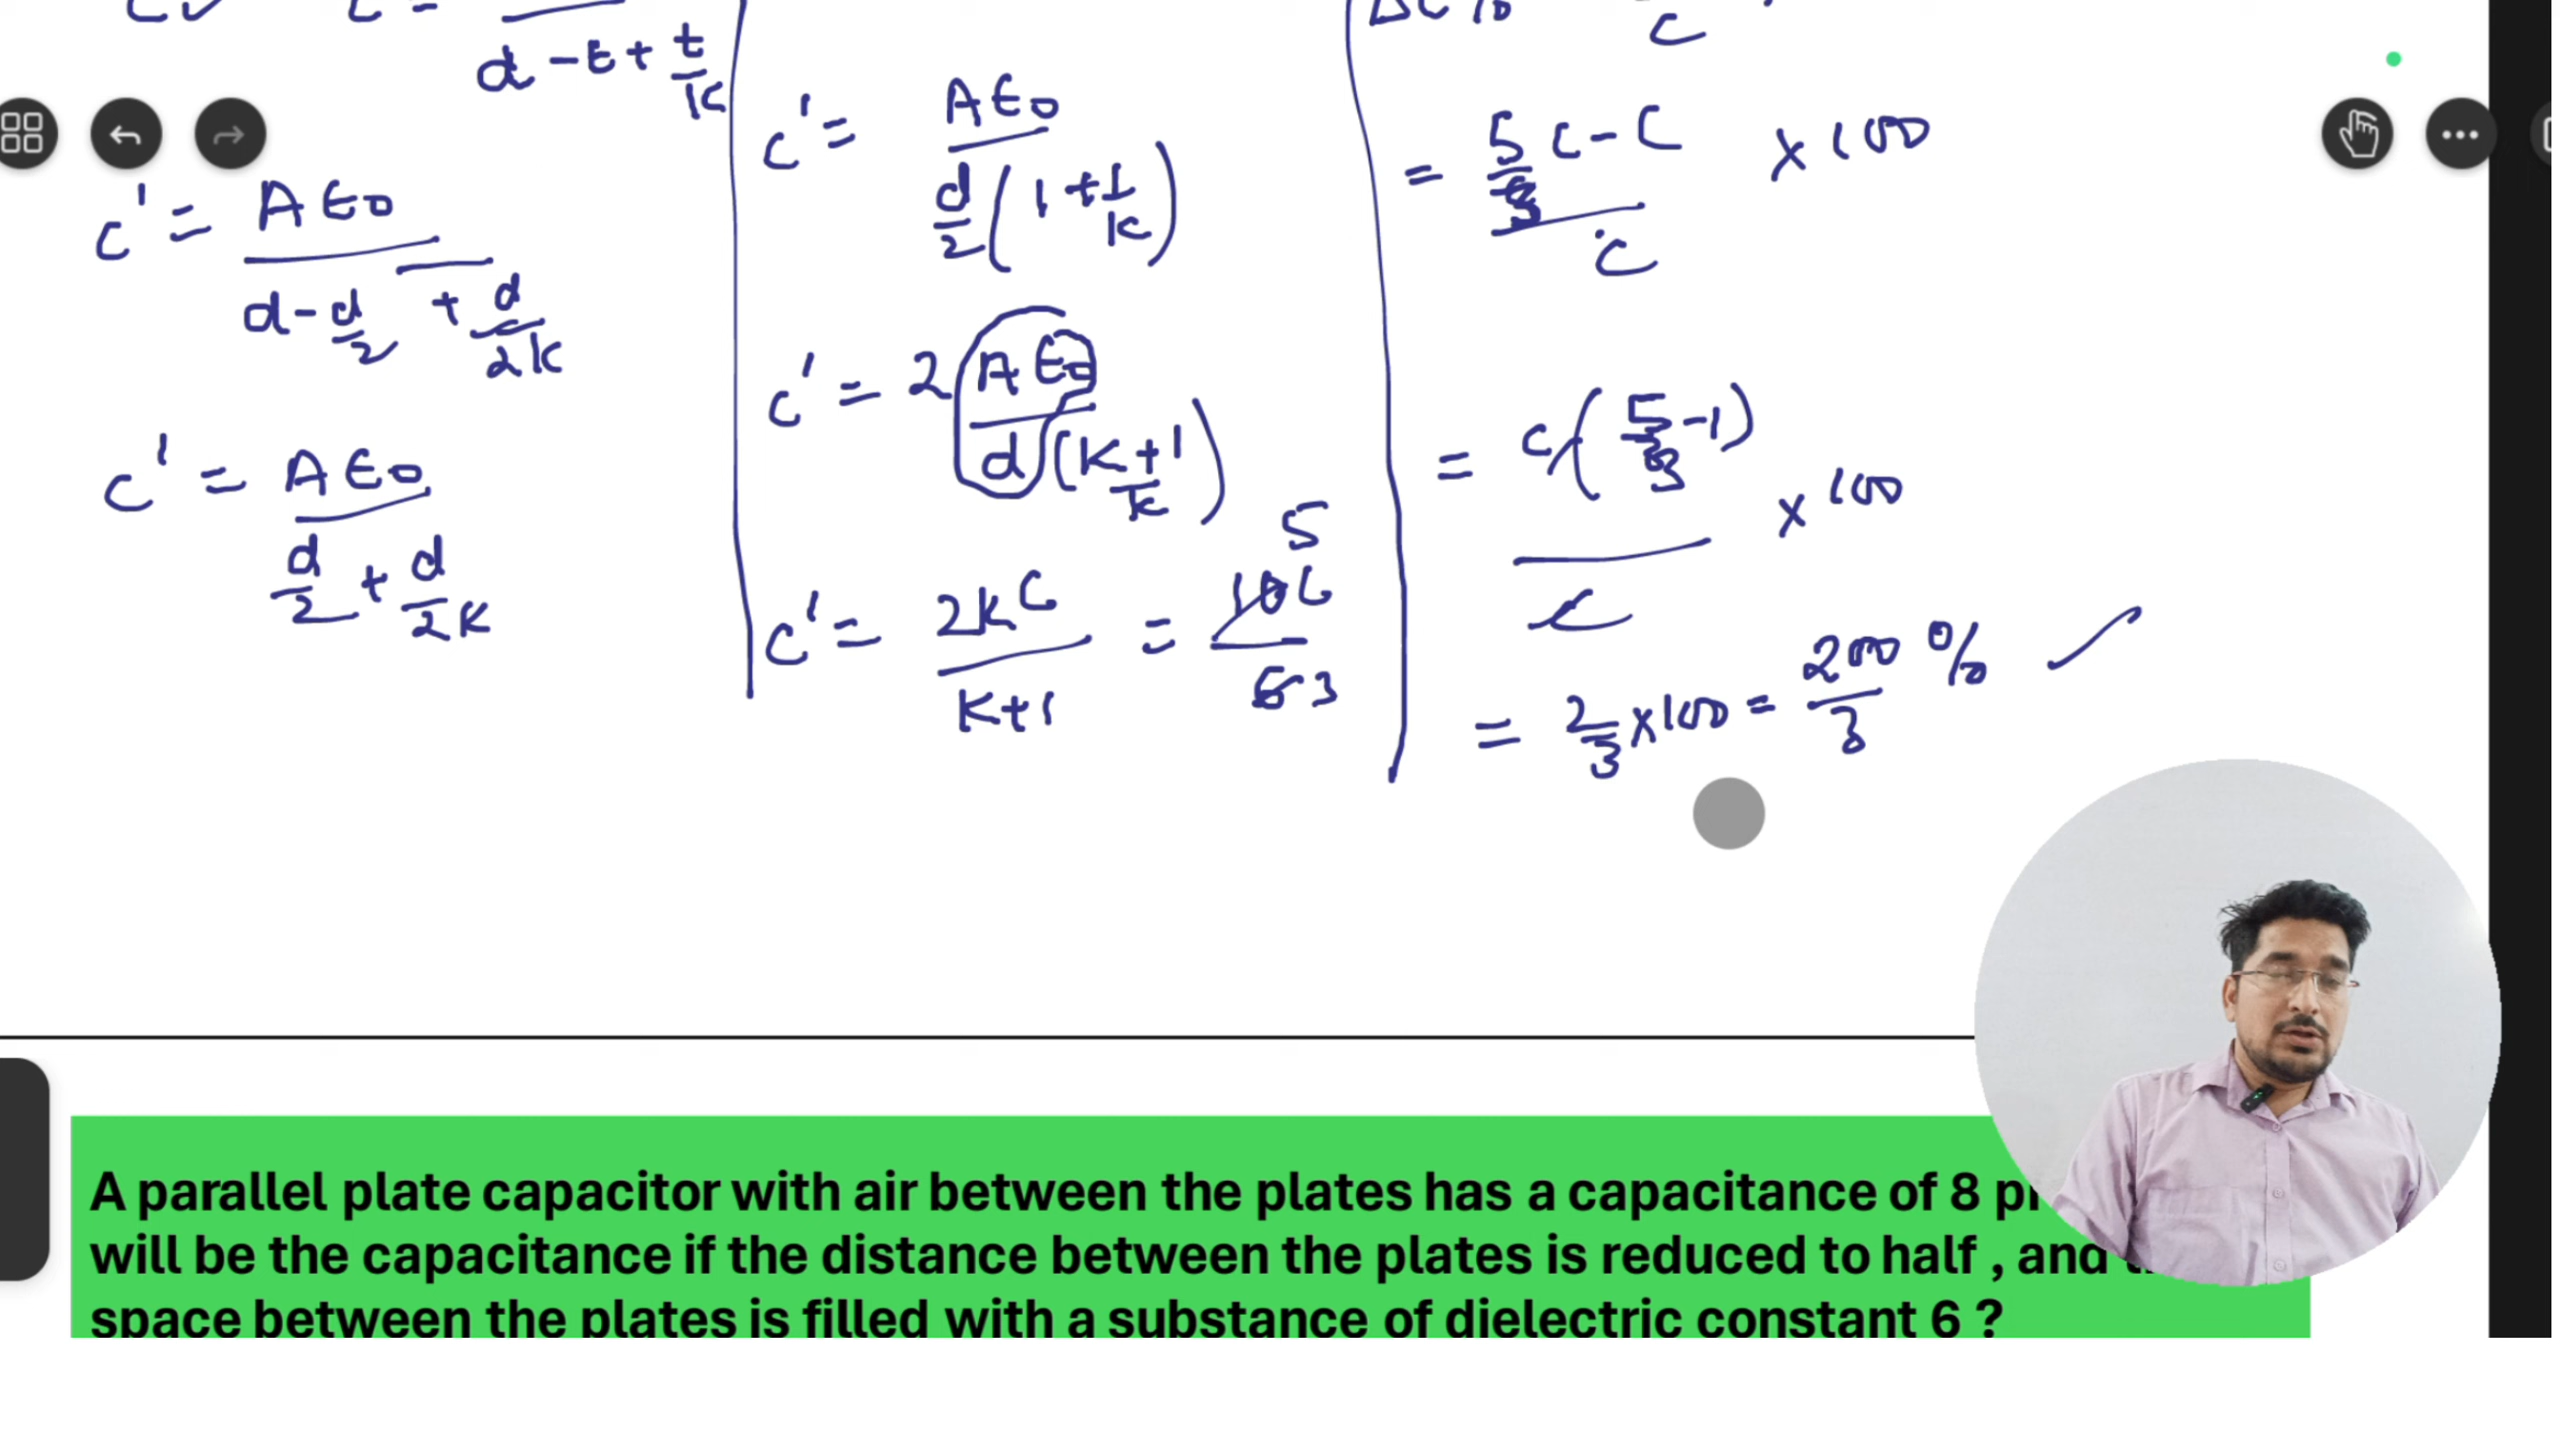 d - t + t/K
C' = Aϵ₀ / (d - d/2 + d/2K)
C' = Aϵ₀ / (d/2 + d/2K)
C' = Aϵ₀ / (d/2 (1 + 1/K))
C' = 2 Aϵ₀ / (d (K+1 / K))
C' = 2KC / (K+1) = 10C / 6
5
3
ΔC %
C
= (5/3 C - C) / C × 100
= C (5/3 - 1) / C × 100
= 2/3 × 100 = 200/3 %
A parallel plate capacitor with air between the plates has a capacitance of 8
will be the capacitance if the distance between the plates is reduced to half , and
space between the plates is filled with a substance of dielectric constant 6 ?